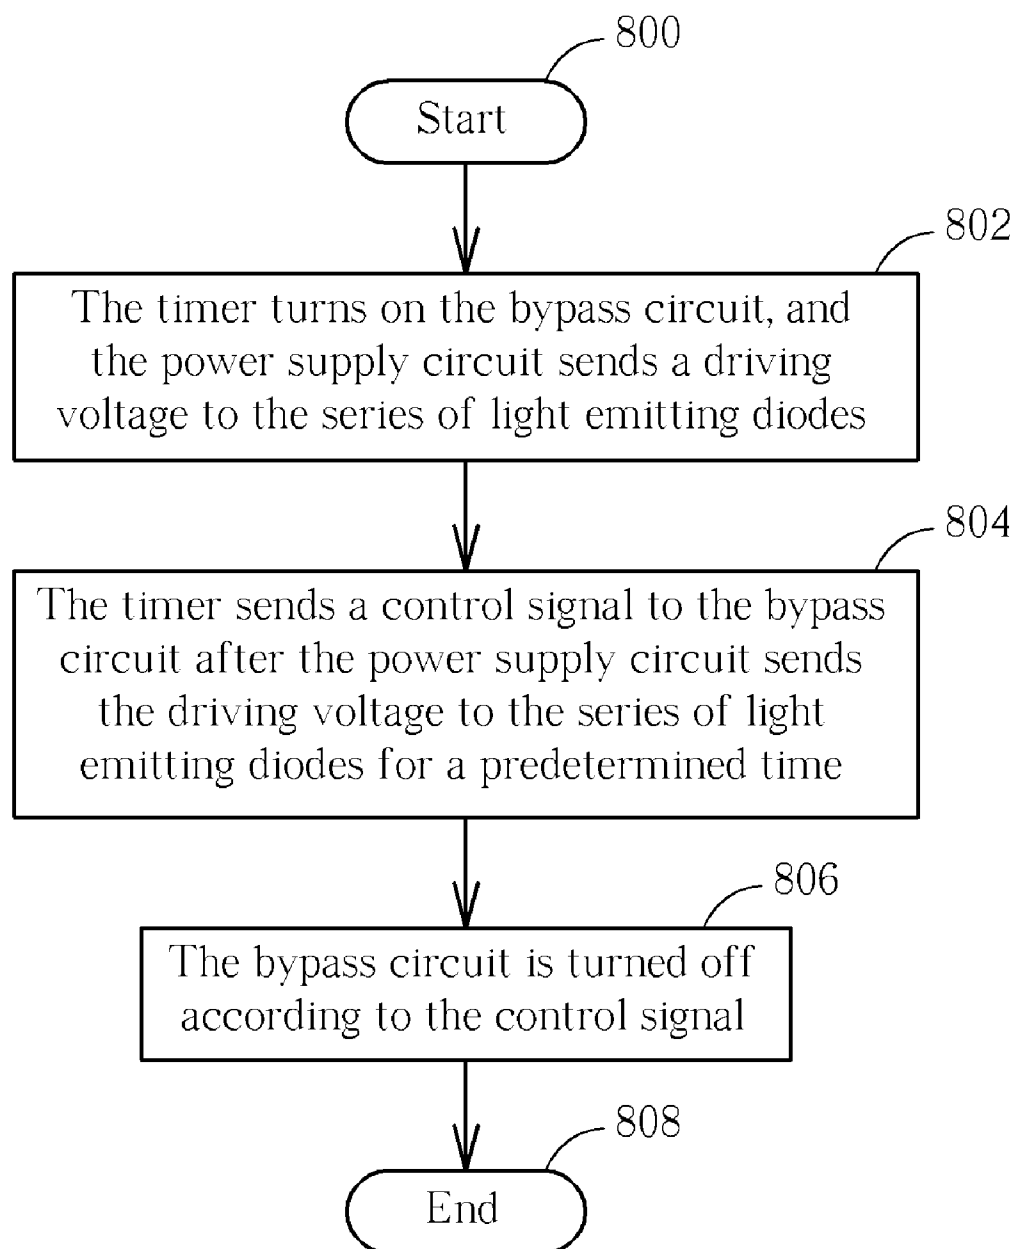 800
Start
802
The timer turns on the bypass circuit, and
the power supply circuit sends a driving
voltage to the series of light emitting diodes
804
The timer sends a control signal to the bypass
circuit after the power supply circuit sends
the driving voltage to the series of light
emitting diodes for a predetermined time
806
The bypass circuit is turned off
according to the control signal
808
End